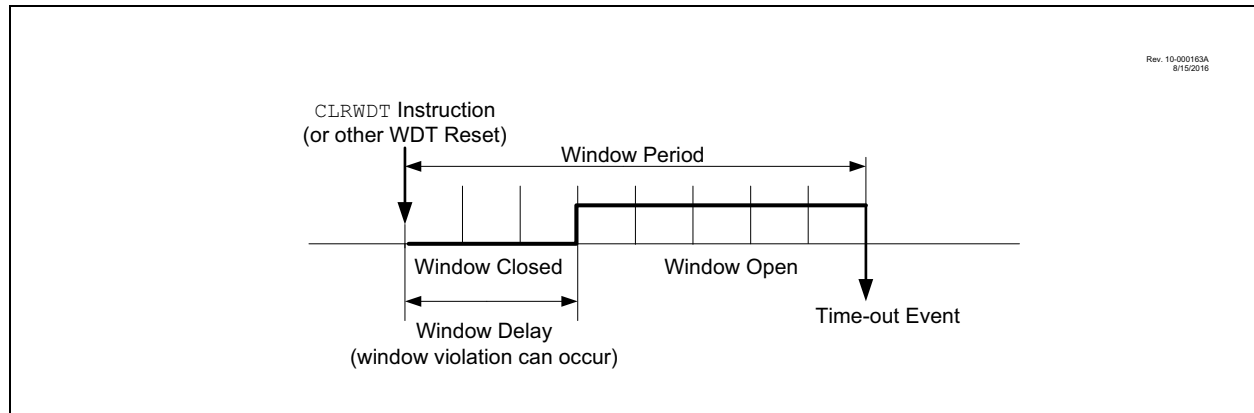 Rev. 10-000163A
8/15/2016
CLRWDT Instruction
(or other WDT Reset)
Window Period
Window Closed
Window Open
Window Delay
(window violation can occur)
Time-out Event